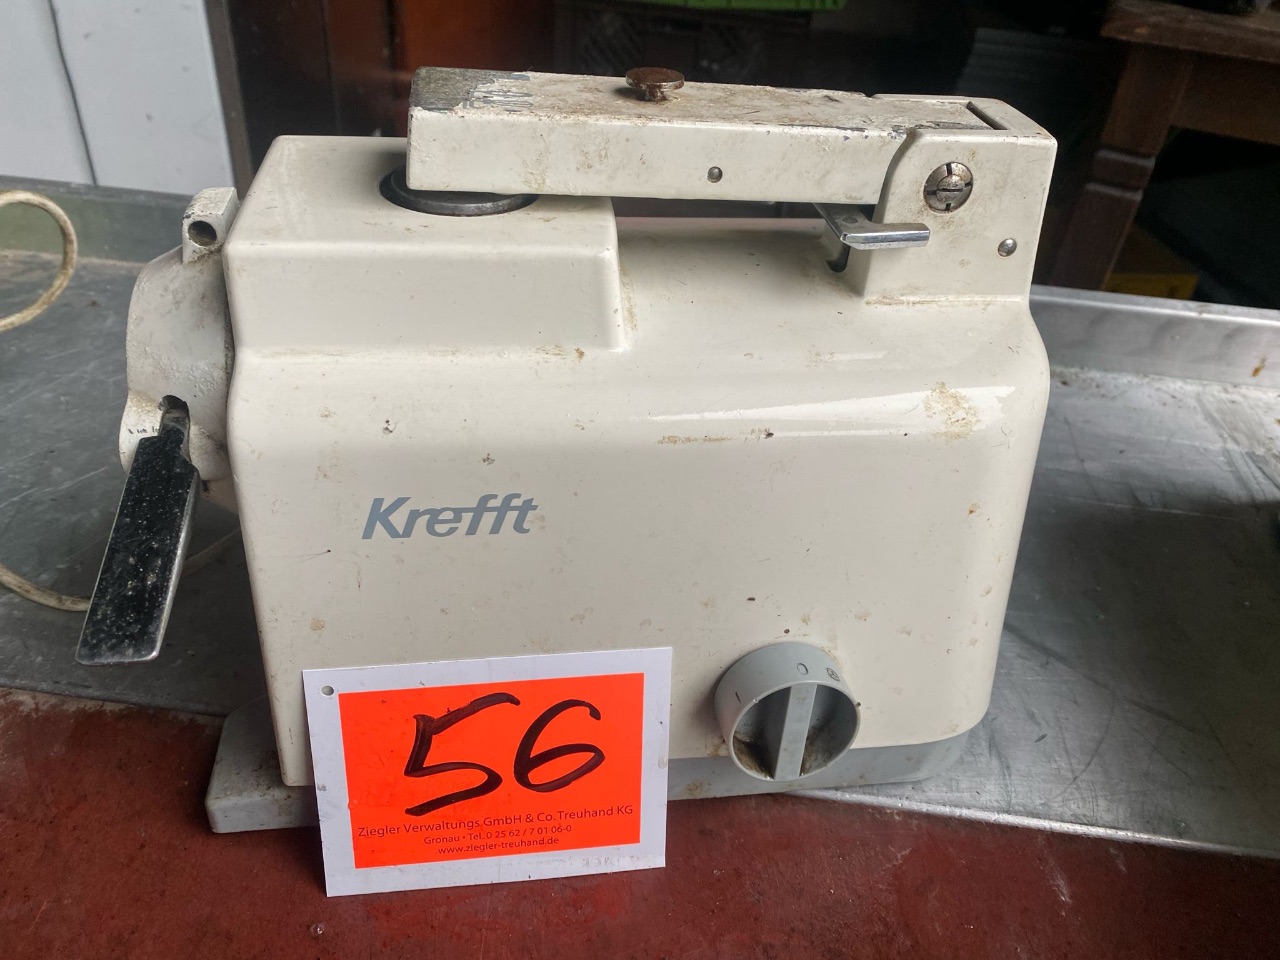 Krefft
I O
56
Ziegler Verwaltungs GmbH & Co. Treuhand KG
Gronau • Tel. 0 25 62 / 7 01 06-0
www.ziegler-treuhand.de